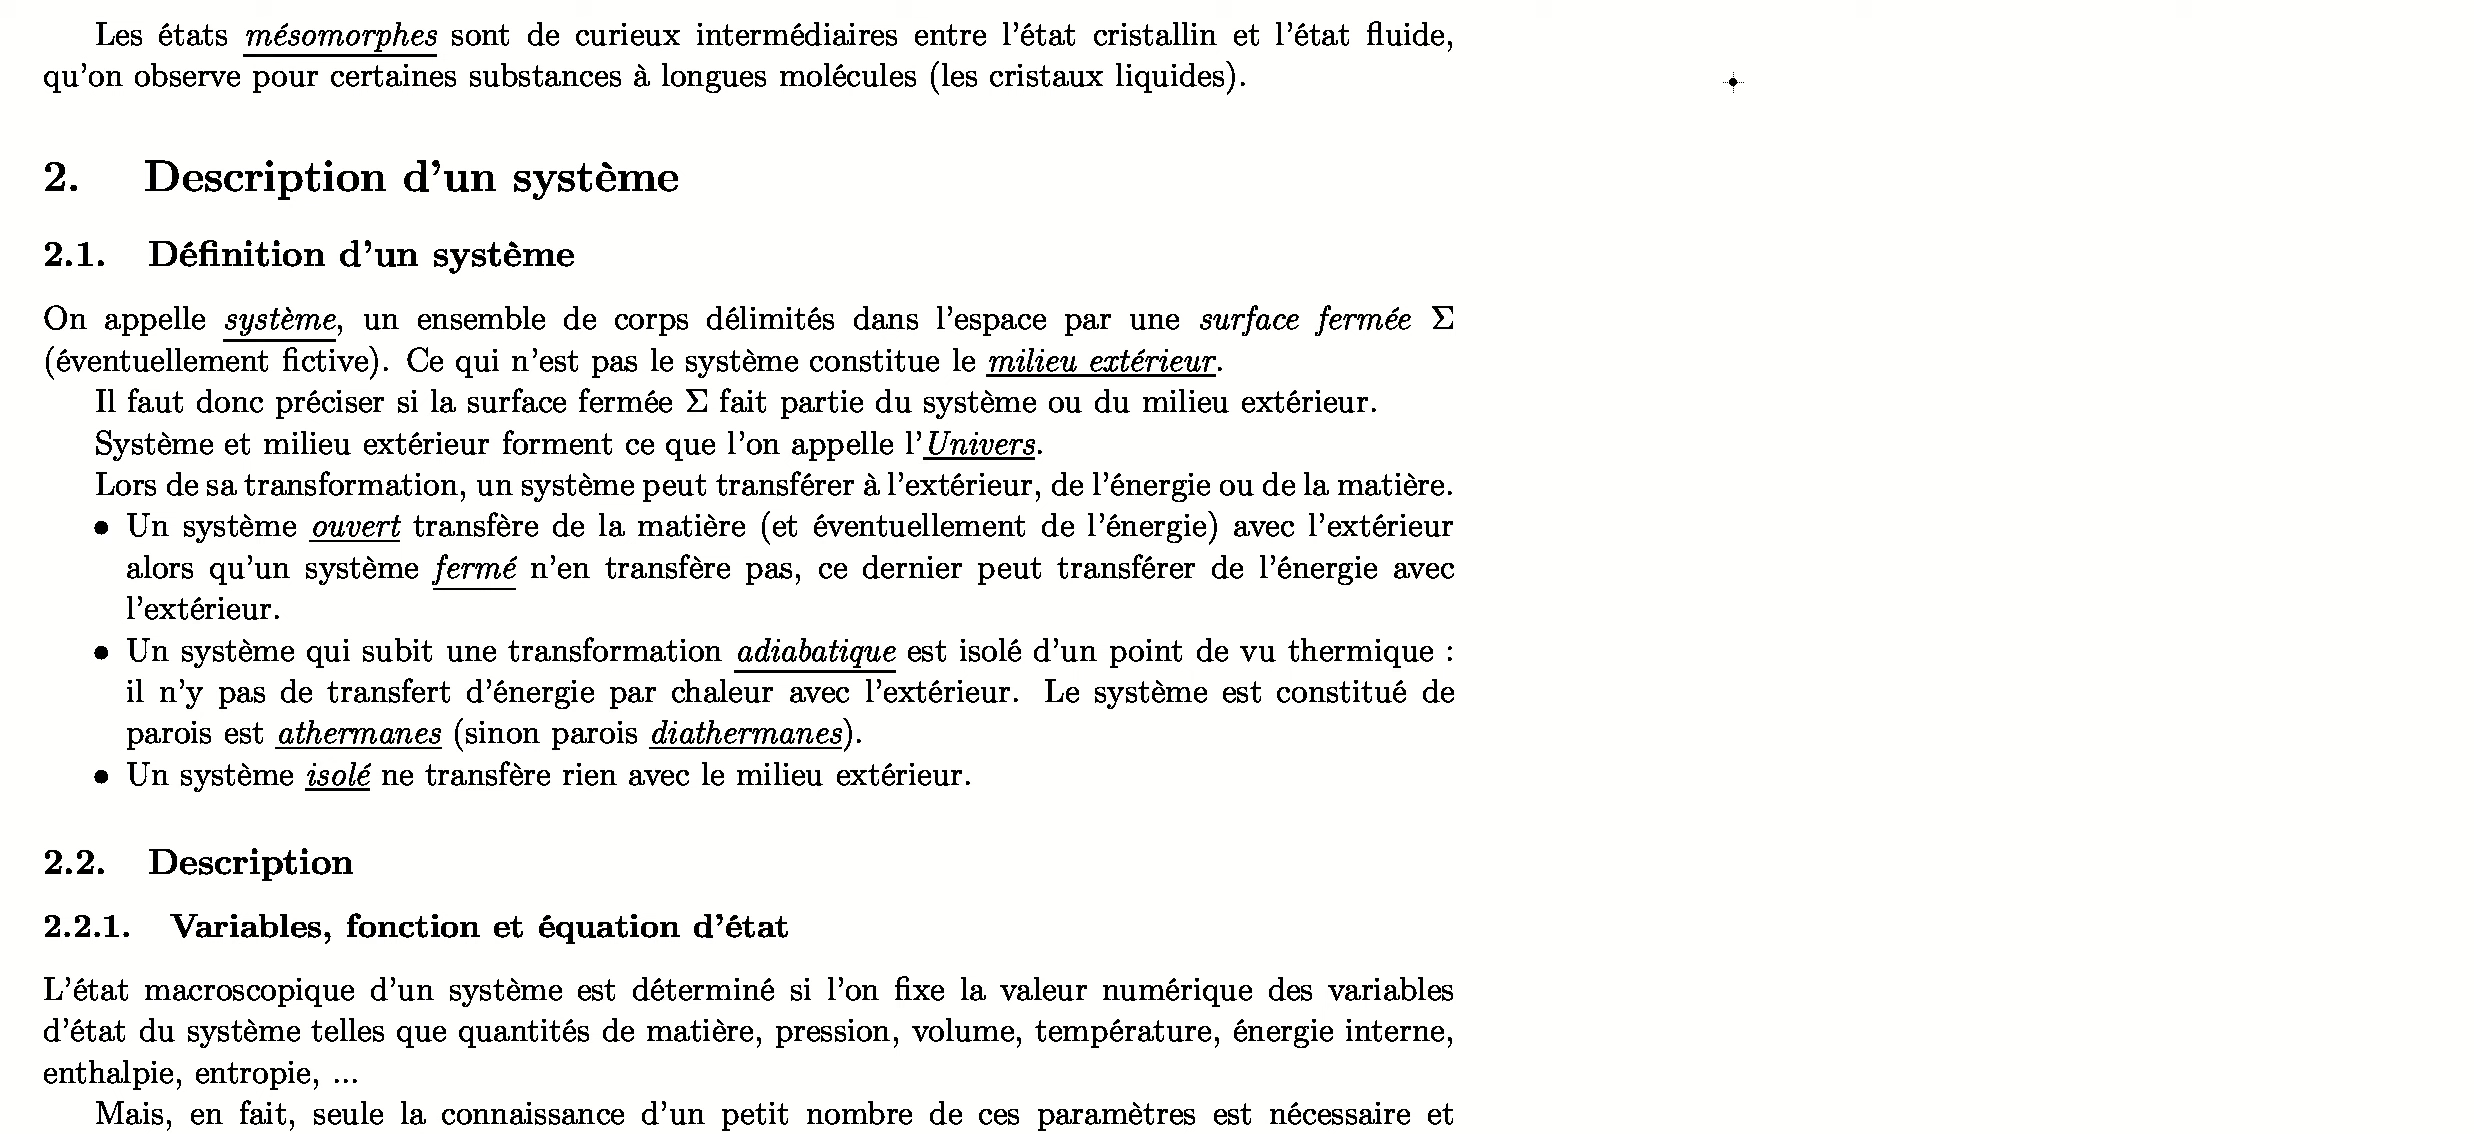 Les états mésomorphes sont de curieux intermédiaires entre l'état cristallin et l'état fluide,
qu'on observe pour certaines substances à longues molécules (les cristaux liquides).
2. Description d'un système
2.1. Définition d'un système
On appelle système, un ensemble de corps délimités dans l'espace par une surface fermée Σ
(éventuellement fictive). Ce qui n'est pas le système constitue le milieu extérieur.
Il faut donc préciser si la surface fermée Σ fait partie du système ou du milieu extérieur.
Système et milieu extérieur forment ce que l'on appelle l'Univers.
Lors de sa transformation, un système peut transférer à l'extérieur, de l'énergie ou de la matière.
• Un système ouvert transfère de la matière (et éventuellement de l'énergie) avec l'extérieur
alors qu'un système fermé n'en transfère pas, ce dernier peut transférer de l'énergie avec
l'extérieur.
• Un système qui subit une transformation adiabatique est isolé d'un point de vu thermique :
il n'y pas de transfert d'énergie par chaleur avec l'extérieur. Le système est constitué de
parois est athermanes (sinon parois diathermanes).
• Un système isolé ne transfère rien avec le milieu extérieur.
2.2. Description
2.2.1. Variables, fonction et équation d'état
L'état macroscopique d'un système est déterminé si l'on fixe la valeur numérique des variables
d'état du système telles que quantités de matière, pression, volume, température, énergie interne,
enthalpie, entropie, ...
Mais, en fait, seule la connaissance d'un petit nombre de ces paramètres est nécessaire et